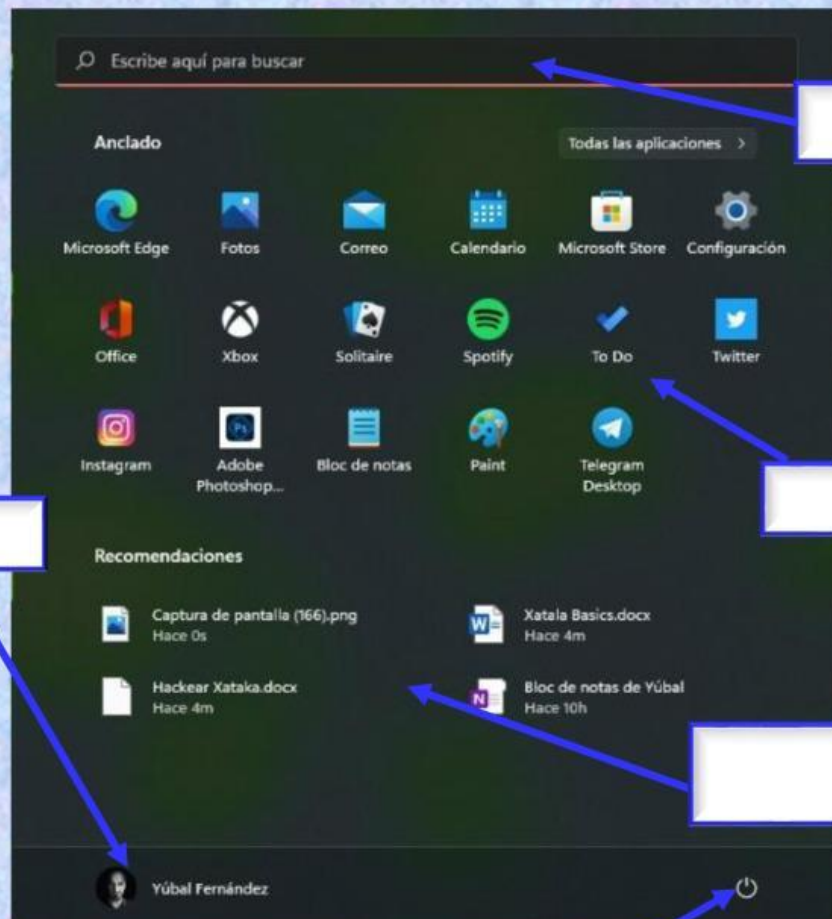 Escribe aquí para buscar
Anclado
Todas las aplicaciones >
Microsoft Edge
Fotos
Correo
Calendario
Microsoft Store
Configuración
Office
Xbox
Solitaire
Spotify
To Do
Twitter
Instagram
Adobe
Photoshop...
Bloc de notas
Paint
Telegram
Desktop
Recomendaciones
Captura de pantalla (166).png
Hace 0s
Xatala Basics.docx
Hace 4m
Hackear Xataka.docx
Hace 4m
Bloc de notas de Yúbal
Hace 10h
Yúbal Fernández